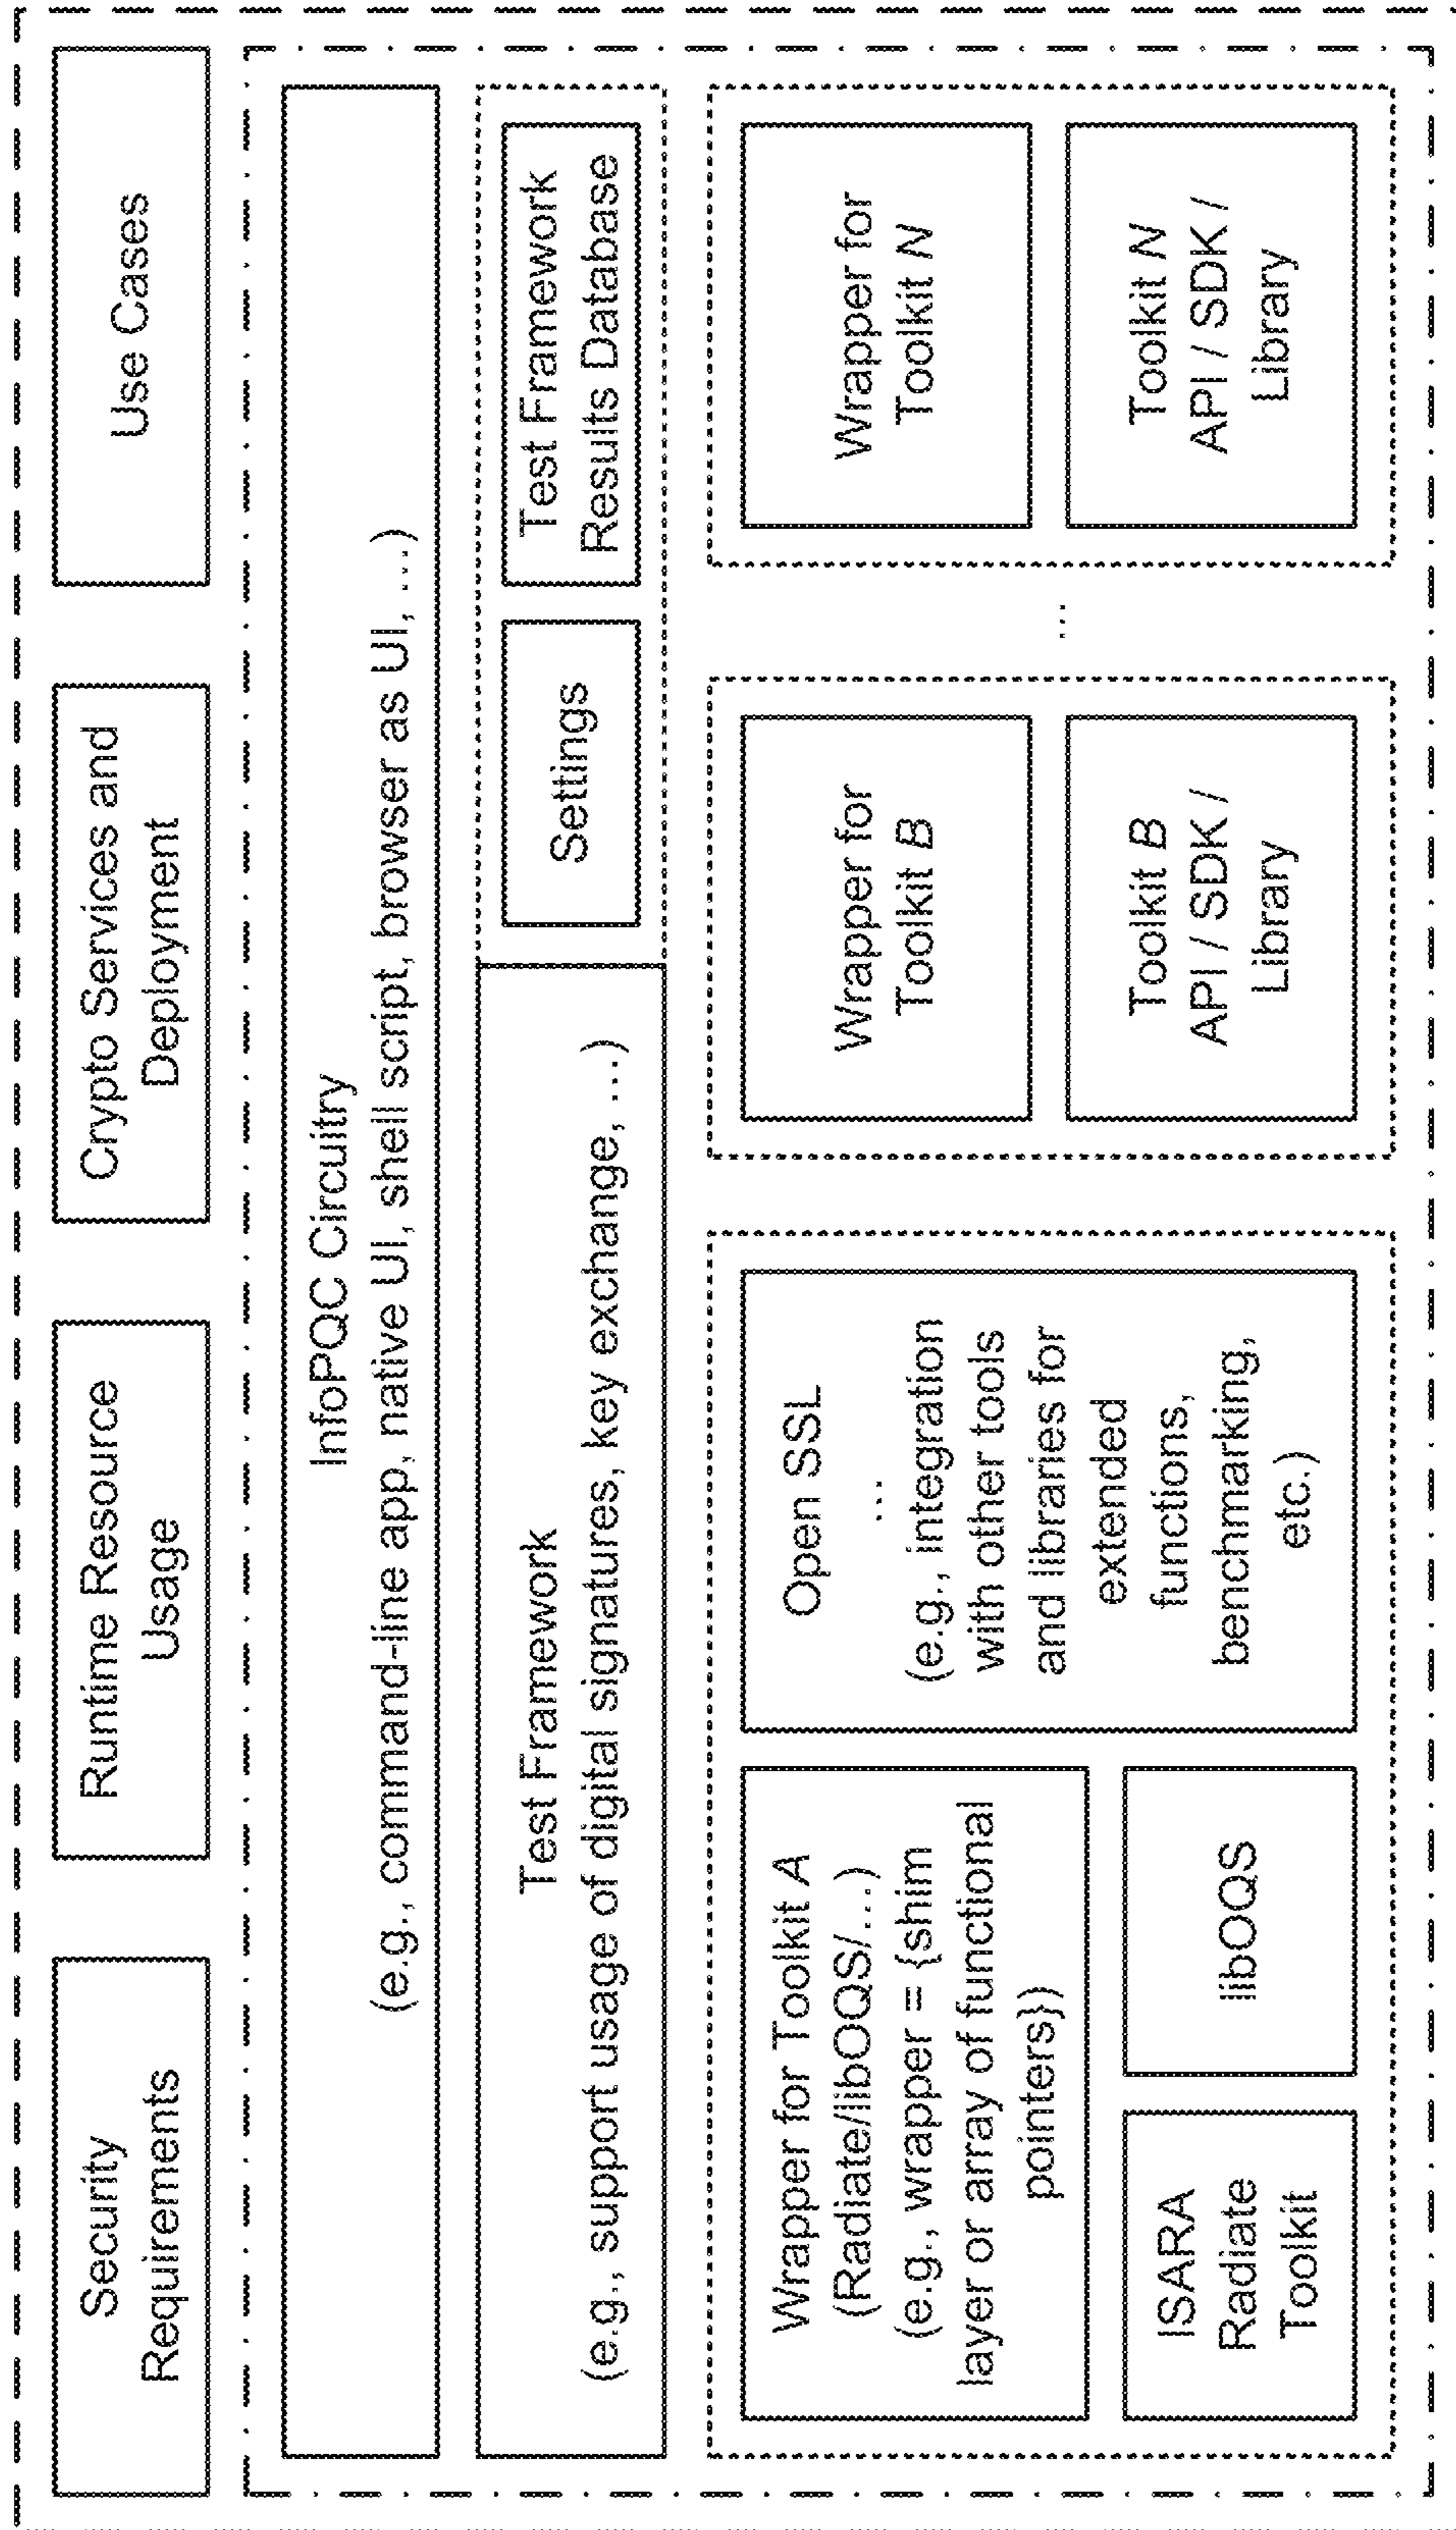 Security
Requirements
Runtime Resource
Usage
Crypto Services and
Deployment
Use Cases
InfoPQC Circuitry
(e.g., command-line app, native UI, shell script, browser as UI, ...)
Test Framework
(e.g., support usage of digital signatures, key exchange, ...)
Settings
Test Framework
Results Database
Wrapper for Toolkit A
(Radiate/libOQS/...)
(e.g., wrapper = {shim
layer or array of functional
pointers})
ISARA
Radiate
Toolkit
libOQS
Open SSL
...
(e.g., integration
with other tools
and libraries for
extended
functions,
benchmarking,
etc.)
Wrapper for
Toolkit B
Toolkit B
API / SDK /
Library
...
Wrapper for
Toolkit N
Toolkit N
API / SDK /
Library